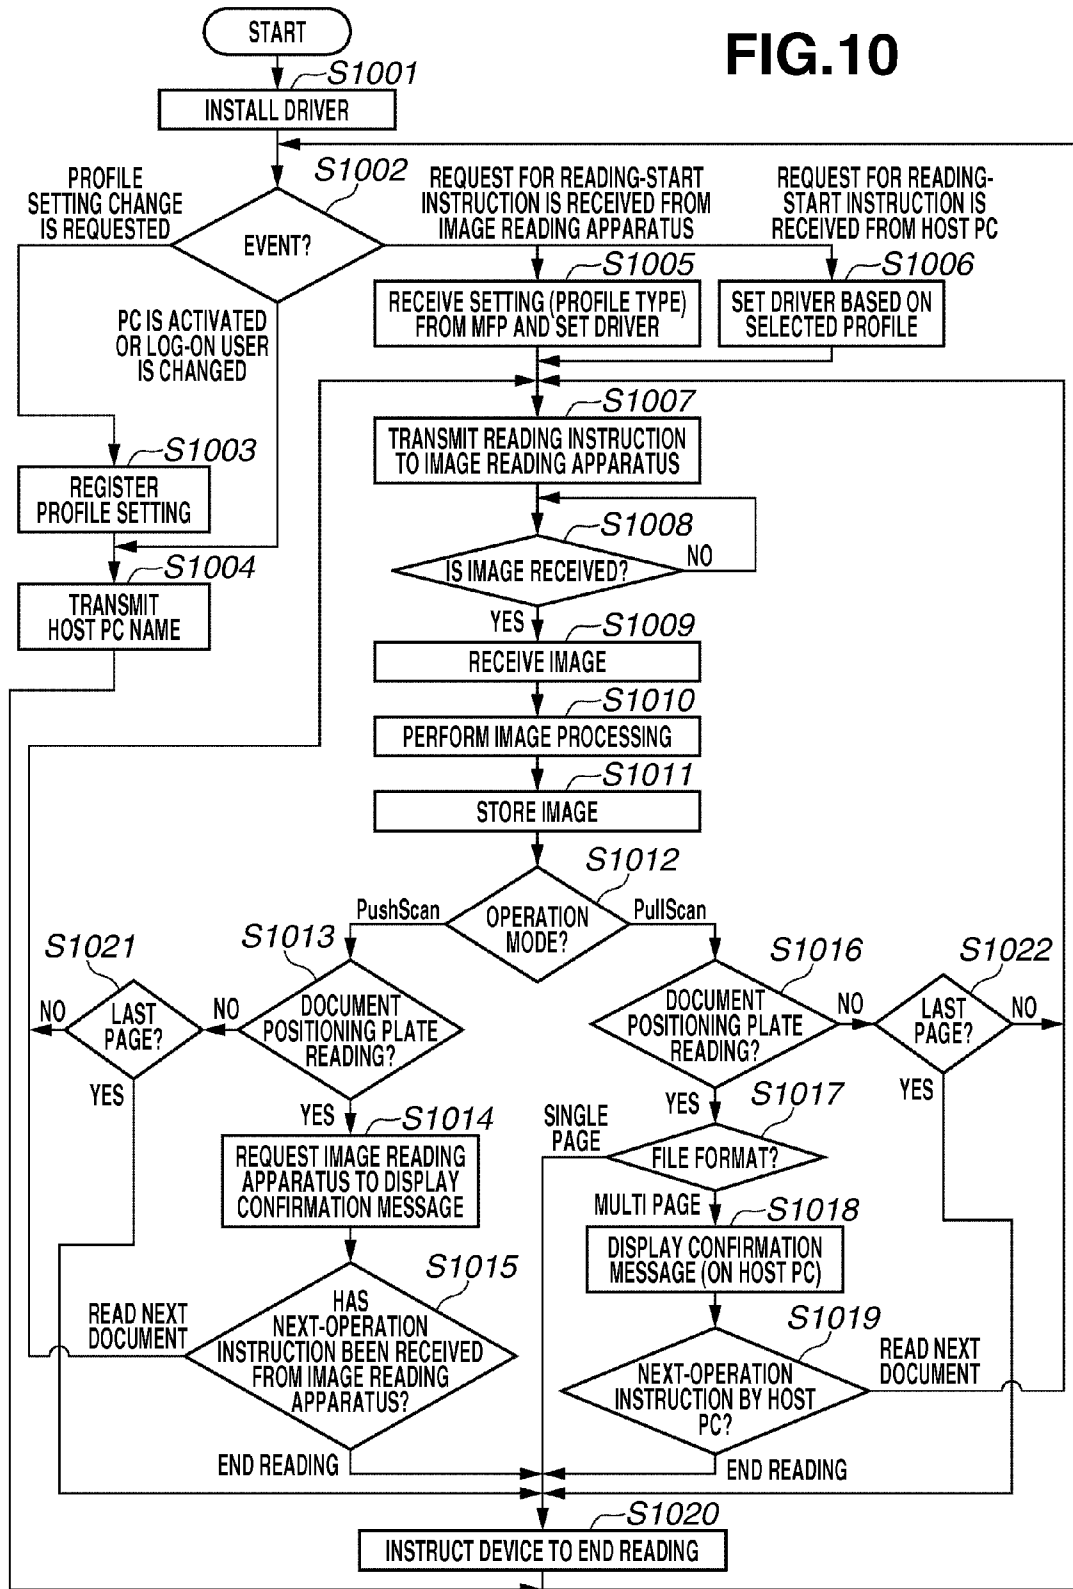 FIG.10
START
S1001
INSTALL DRIVER
PROFILE
SETTING CHANGE
IS REQUESTED
S1002
EVENT?
REQUEST FOR READING-START
INSTRUCTION IS RECEIVED FROM
IMAGE READING APPARATUS
REQUEST FOR READING-
START INSTRUCTION IS
RECEIVED FROM HOST PC
S1005
RECEIVE SETTING (PROFILE TYPE)
FROM MFP AND SET DRIVER
S1006
SET DRIVER BASED ON
SELECTED PROFILE
PC IS ACTIVATED
OR LOG-ON USER
IS CHANGED
S1003
REGISTER
PROFILE SETTING
S1004
TRANSMIT
HOST PC NAME
S1007
TRANSMIT READING INSTRUCTION
TO IMAGE READING APPARATUS
S1008
IS IMAGE RECEIVED?
NO
YES
S1009
RECEIVE IMAGE
S1010
PERFORM IMAGE PROCESSING
S1011
STORE IMAGE
S1012
OPERATION
MODE?
PushScan
PullScan
S1021
LAST
PAGE?
NO
YES
S1013
DOCUMENT
POSITIONING PLATE
READING?
NO
YES
S1016
DOCUMENT
POSITIONING PLATE
READING?
NO
YES
S1022
LAST
PAGE?
NO
YES
S1014
REQUEST IMAGE READING
APPARATUS TO DISPLAY
CONFIRMATION MESSAGE
S1017
FILE FORMAT?
SINGLE
PAGE
MULTI PAGE
S1018
DISPLAY CONFIRMATION
MESSAGE (ON HOST PC)
S1015
HAS
NEXT-OPERATION
INSTRUCTION BEEN RECEIVED
FROM IMAGE READING
APPARATUS?
READ NEXT
DOCUMENT
END READING
S1019
NEXT-OPERATION
INSTRUCTION BY HOST
PC?
READ NEXT
DOCUMENT
END READING
S1020
INSTRUCT DEVICE TO END READING